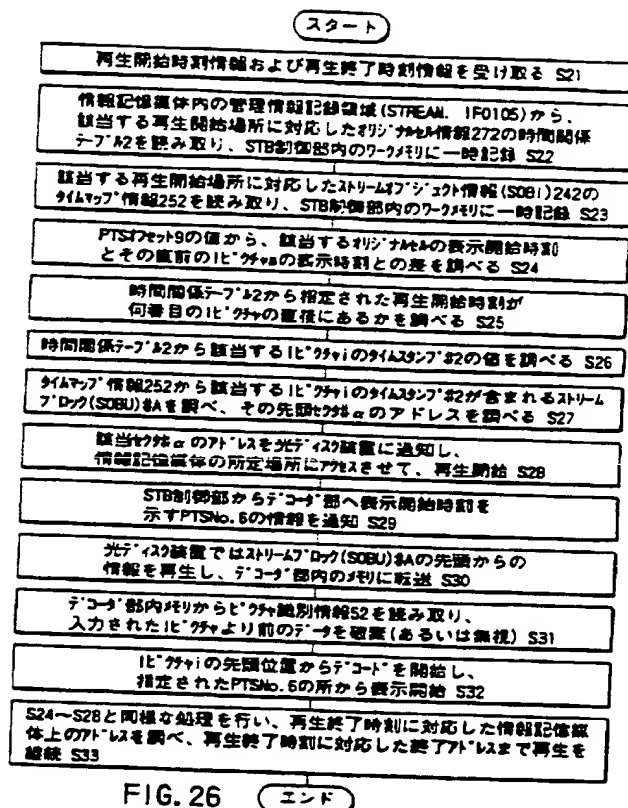 スタート
再生開始時刻情報および再生終了時刻情報を受け取る S21
情報記憶媒体内の管理情報記録領域(STREAM. IFO105)から、
該当する再生開始場所に対応したオリジナルセル情報272の時間関係
テーブル2を読み取り、STB制御部内のワークメモリに一時記録 S22
該当する再生開始場所に対応したストリームオブジェクト情報(SOBI)242の
タイムマップ情報252を読み取り、STB制御部内のワークメモリに一時記録 S23
PTSオフセット9の値から、該当するオリジナルセルの表示開始時刻
とその直前のIピクチャaの表示時刻との差を調べる S24
時間関係テーブル2から指定された再生開始時刻が
何番目のIピクチャの直後にあるかを調べる S25
時間関係テーブル2から該当するIピクチャiのタイムスタンプ#2の値を調べる S26
タイムマップ情報252から該当するIピクチャiのタイムスタンプ#2が含まれるストリーム
ブロック(SOBU)#Aを調べ、その先頭セクタ#αのアドレスを調べる S27
該当セクタ#αのアドレスを光ディスク装置に通知し、
情報記憶媒体の所定場所にアクセスさせて、再生開始 S28
STB制御部からデコーダ部へ表示開始時刻を
示すPTSNo.6の情報を通知 S29
光ディスク装置ではストリームブロック(SOBU)#Aの先頭からの
情報を再生し、デコーダ部内のメモリに転送 S30
デコーダ部内メモリからピクチャ識別情報52を読み取り、
入力されたIピクチャより前のデータを破棄(あるいは無視) S31
Iピクチャiの先頭位置からデコードを開始し、
指定されたPTSNo.6の所から表示開始 S32
S24〜S28と同様な処理を行い、再生終了時刻に対応した情報記憶媒
体上のアドレスを調べ、再生終了時刻に対応した終了アドレスまで再生を
継続 S33
エンド
FIG. 26